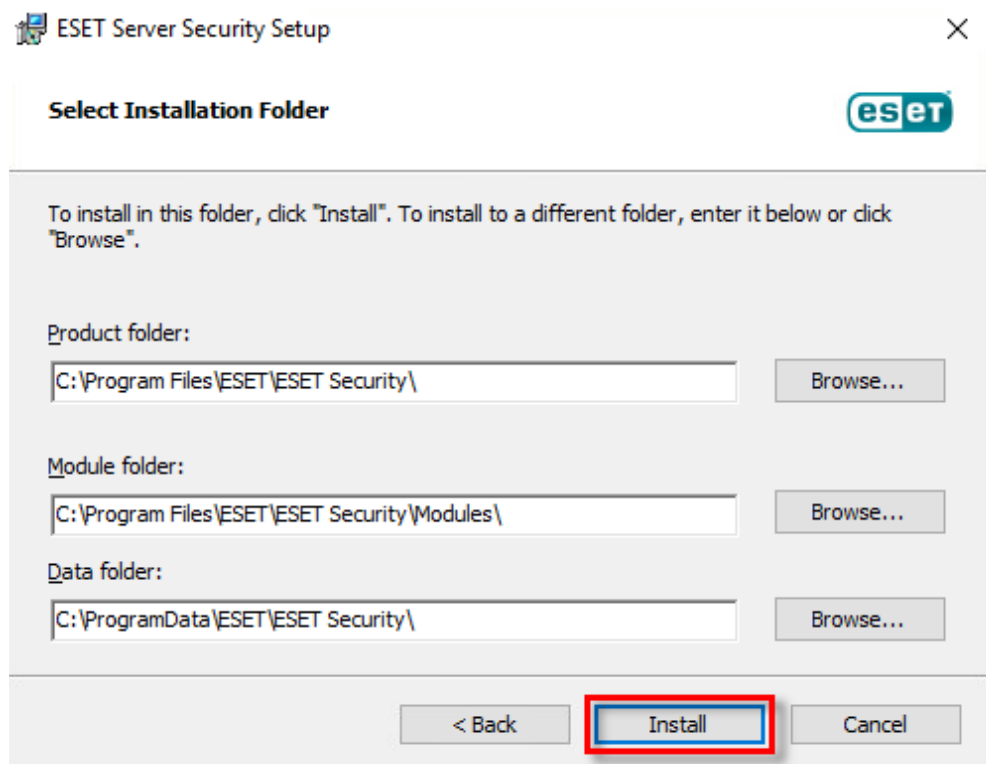 ESET Server Security Setup
Select Installation Folder
eseT
To install in this folder, click "Install". To install to a different folder, enter it below or click
"Browse".
Product folder:
C:\Program Files\ESET\ESET Security\
Browse...
Module folder:
C:\Program Files\ESET\ESET Security\Modules\
Browse...
Data folder:
C:\ProgramData\ESET\ESET Security\
Browse...
< Back
Install
Cancel